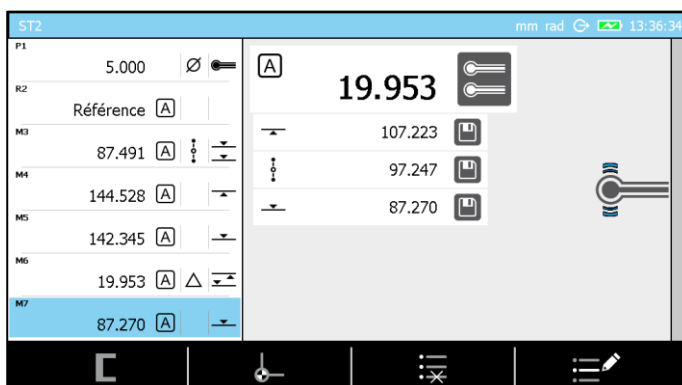 ST2 mm rad 13:36:34
P1
5.000 Ø
R2
Référence A
M3
87.491 A
M4
144.528 A
M5
142.345 A
M6
19.953 A
M7
87.270 A
A
19.953
107.223
97.247
87.270